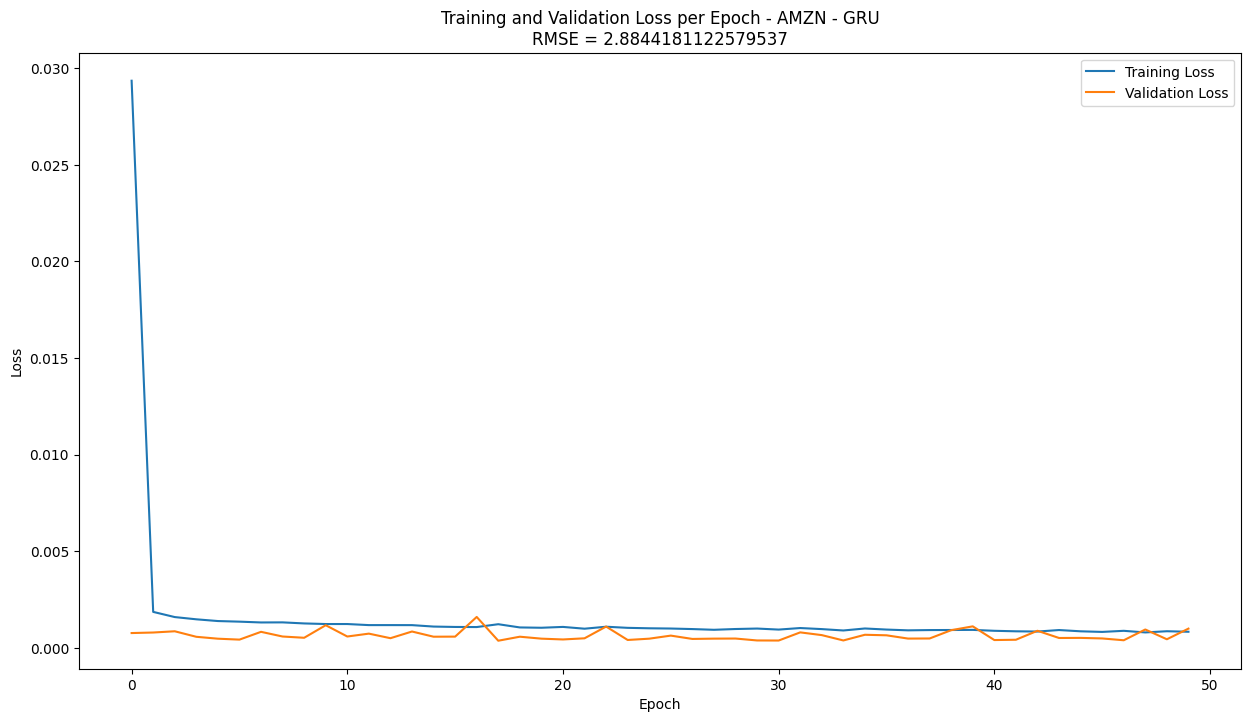 Training and Validation Loss per Epoch - AMZN - GRU
RMSE = 2.8844181122579537
Training Loss
Validation Loss
0.030
0.025
0.020
0.015
0.010
0.005
0.000
Loss
0 10 20 30 40 50
Epoch